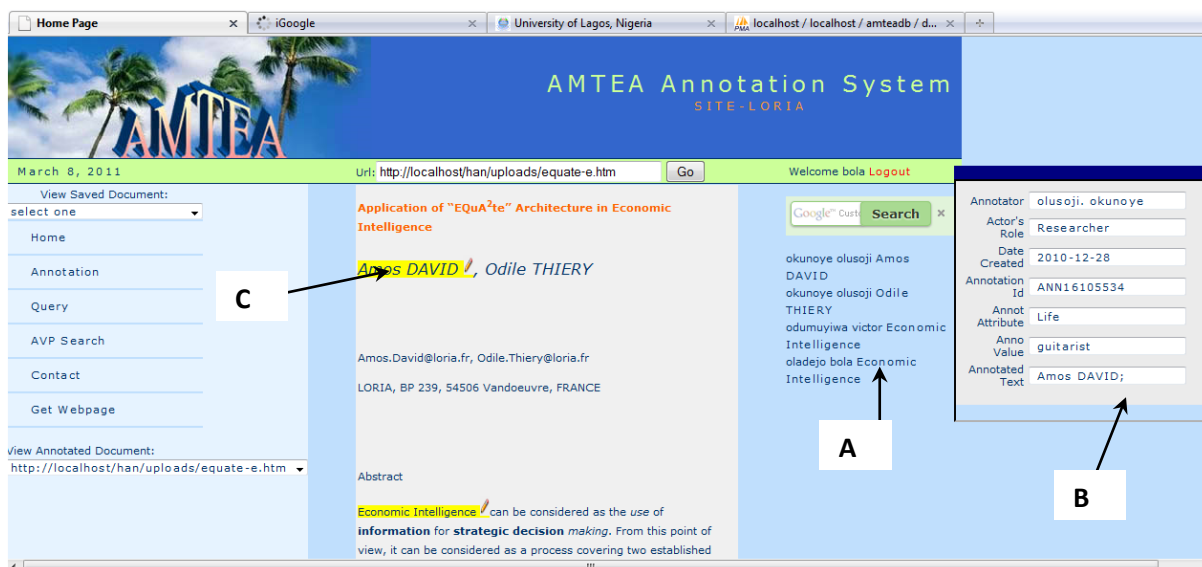 Home Page
iGoogle
University of Lagos, Nigeria
localhost / localhost / amteadb / d...
AMTEA
AMTEA Annotation System
SITE-LORIA
March 8, 2011
Url: http://localhost/han/uploads/equate-e.htm Go
Welcome bola Logout
View Saved Document:
select one
Home
Annotation
Query
AVP Search
Contact
Get Webpage
View Annotated Document:
http://localhost/han/uploads/equate-e.htm
Application of “EQuA²te” Architecture in Economic
Intelligence
Amos DAVID , Odile THIERY
C
Amos.David@loria.fr, Odile.Thiery@loria.fr
LORIA, BP 239, 54506 Vandoeuvre, FRANCE
Abstract
Economic Intelligence can be considered as the use of
information for strategic decision making. From this point of
view, it can be considered as a process covering two established
Google™ Custo Search
okunoye olusoji Amos
DAVID
okunoye olusoji Odile
THIERY
odumuyiwa victor Economic
Intelligence
oladejo bola Economic
Intelligence
A
Annotator olusoji. okunoye
Actor's
Role Researcher
Date
Created 2010-12-28
Annotation
Id ANN16105534
Annot
Attribute Life
Anno
Value guitarist
Annotated
Text Amos DAVID;
B